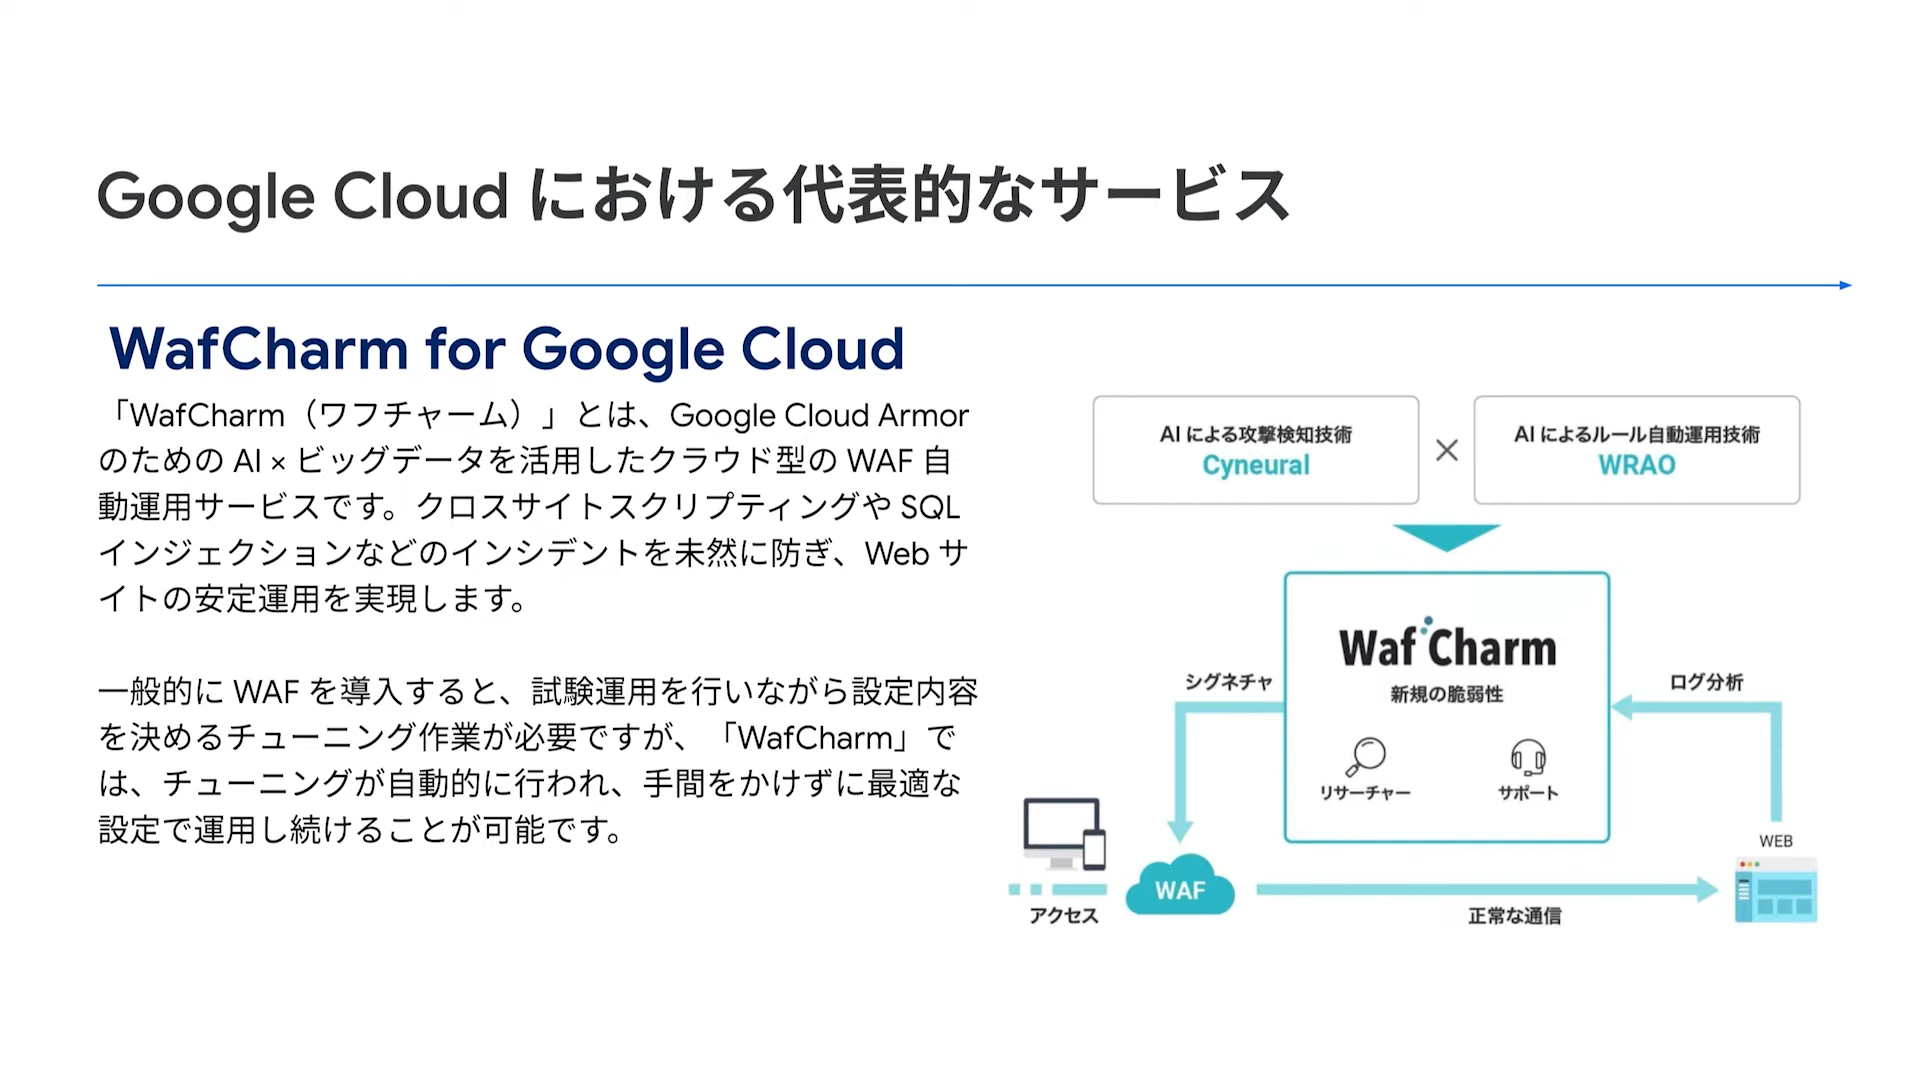 Google Cloud における代表的なサービス
WafCharm for Google Cloud
「WafCharm（ワフチャーム）」とは、Google Cloud Armor
のための AI × ビッグデータを活用したクラウド型の WAF 自
動運用サービスです。クロスサイトスクリプティングや SQL
インジェクションなどのインシデントを未然に防ぎ、Web サ
イトの安定運用を実現します。
一般的に WAF を導入すると、試験運用を行いながら設定内容
を決めるチューニング作業が必要ですが、「WafCharm」で
は、チューニングが自動的に行われ、手間をかけずに最適な
設定で運用し続けることが可能です。
AI による攻撃検知技術
Cyneural
×
AI によるルール自動運用技術
WRAO
WafCharm
新規の脆弱性
リサーチャー
サポート
シグネチャ
ログ分析
WEB
WAF
アクセス
正常な通信